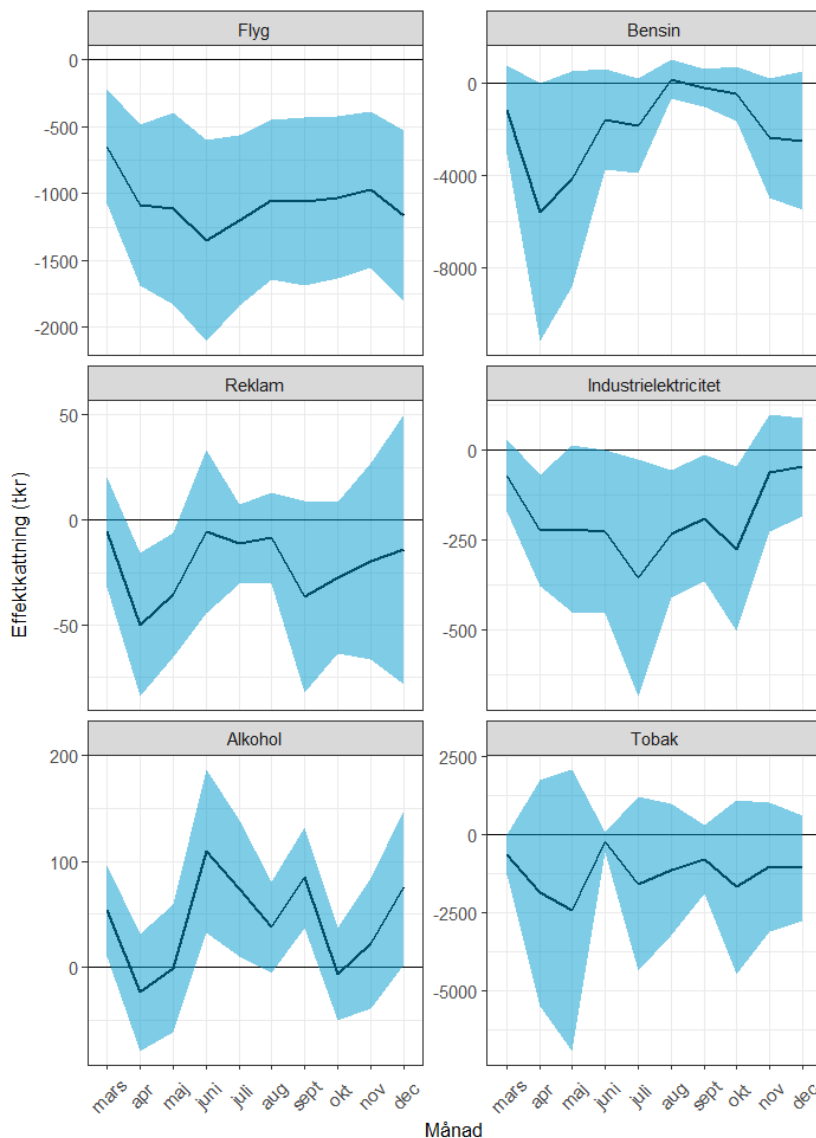 Flyg
Bensin
0
-500
-1000
-1500
-2000
0
-4000
-8000
Reklam
Industrielektricitet
50
0
-50
0
-250
-500
Effektkattning (tkr)
Alkohol
Tobak
200
100
0
2500
0
-2500
-5000
mars apr maj juni juli aug sept okt nov dec
mars apr maj juni juli aug sept okt nov dec
Månad